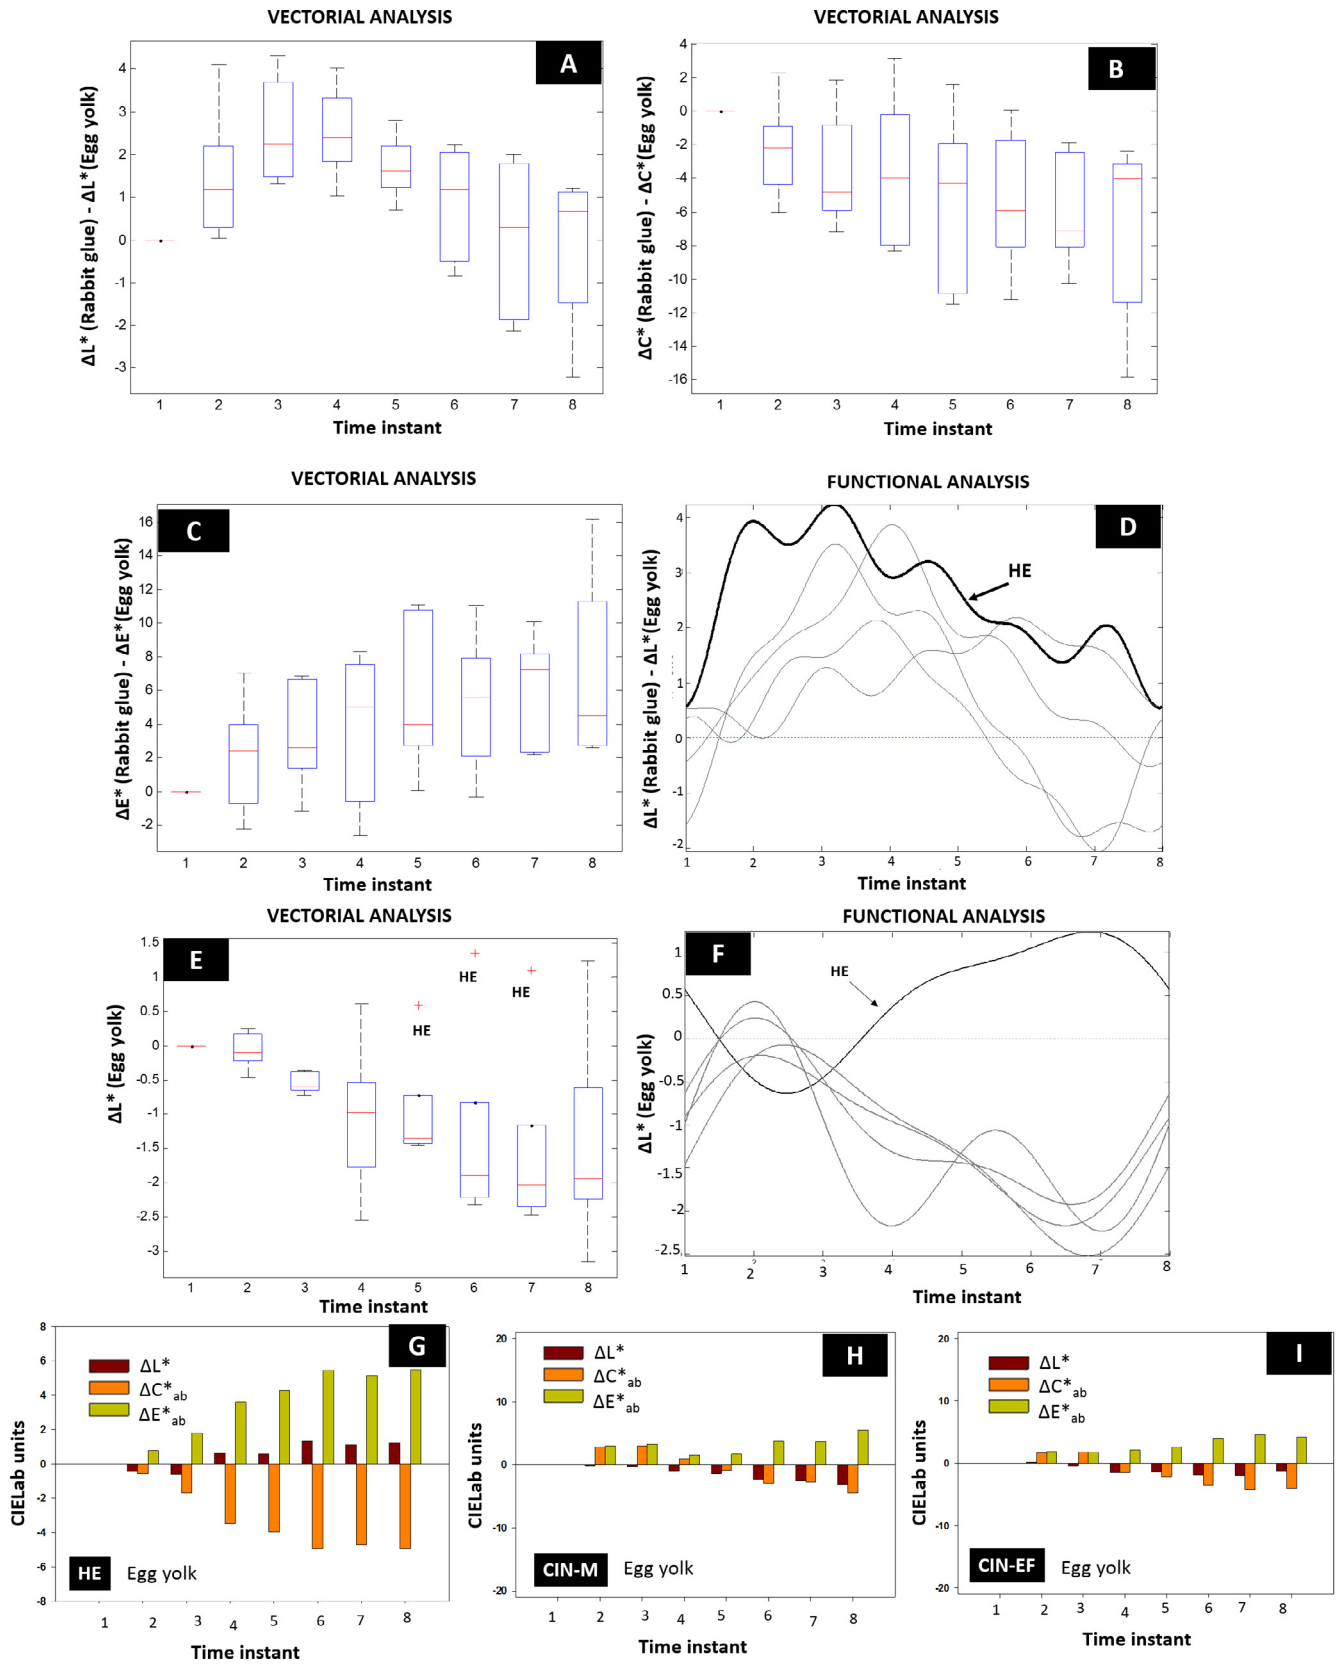 VECTORIAL ANALYSIS
A
ΔL* (Rabbit glue) - ΔL*(Egg yolk)
4
3
2
1
0
-1
-2
-3
1 2 3 4 5 6 7 8
Time instant
VECTORIAL ANALYSIS
B
ΔC* (Rabbit glue) - ΔC*(Egg yolk)
4
2
0
-2
-4
-6
-8
-10
-12
-14
-16
1 2 3 4 5 6 7 8
Time instant
VECTORIAL ANALYSIS
C
ΔE* (Rabbit glue) - ΔE*(Egg yolk)
16
14
12
10
8
6
4
2
0
-2
1 2 3 4 5 6 7 8
Time instant
FUNCTIONAL ANALYSIS
D
ΔL* (Rabbit glue) - ΔL*(Egg yolk)
4
3
2
1
0
-1
-2
HE
1 2 3 4 5 6 7 8
Time instant
VECTORIAL ANALYSIS
E
ΔL* (Egg yolk)
1.5
1
0.5
0
-0.5
-1
-1.5
-2
-2.5
-3
HE
HE
HE
1 2 3 4 5 6 7 8
Time instant
FUNCTIONAL ANALYSIS
F
ΔL* (Egg yolk)
1
0.5
0
-0.5
-1
-1.5
-2
-2.5
HE
1 2 3 4 5 6 7 8
Time instant
G
CIELab units
8
6
4
2
0
-2
-4
-6
-8
ΔL*
ΔC*ab
ΔE*ab
HE Egg yolk
1 2 3 4 5 6 7 8
Time instant
H
CIELab units
20
10
0
-10
-20
ΔL*
ΔC*ab
ΔE*ab
CIN-M Egg yolk
1 2 3 4 5 6 7 8
Time instant
I
CIELab units
20
10
0
-10
-20
ΔL*
ΔC*ab
ΔE*ab
CIN-EF Egg yolk
1 2 3 4 5 6 7 8
Time instant